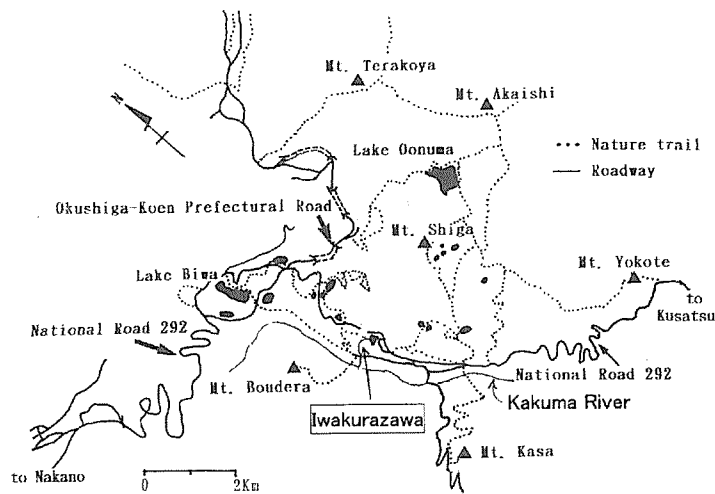 Mt. Terakoya
Mt. Akaishi
N
Lake Oonuma
Nature trail
Roadway
Okushiga-Koen Prefectural Road
Mt. Shiga
Lake Biwa
Mt. Yokote
to
Kusatsu
National Road 292
Mt. Boudera
National Road 292
Kakuma River
Iwakurazawa
Mt. Kasa
to Nakano
0 2Km